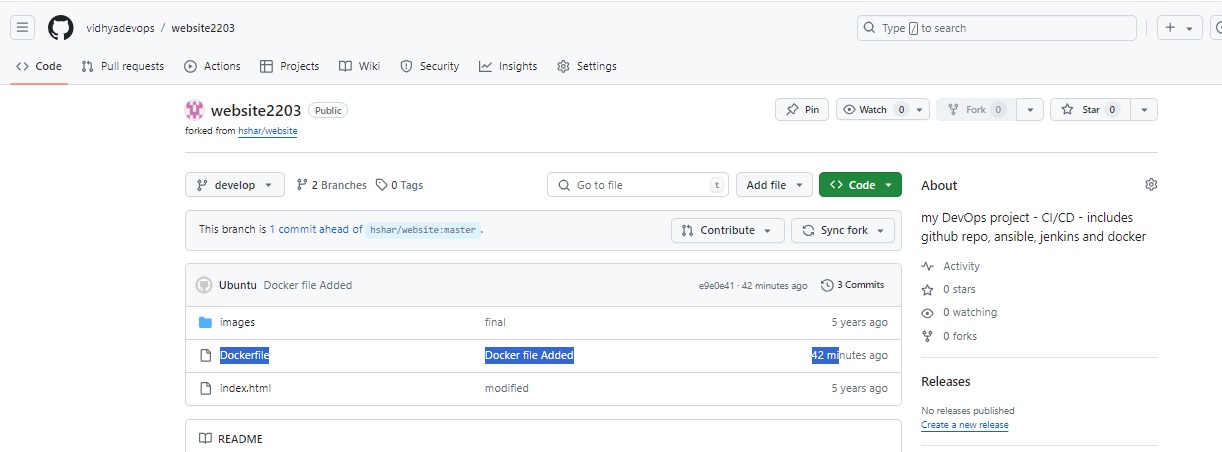 vidhyadevops / website2203
Type / to search
Code Pull requests Actions Projects Wiki Security Insights Settings
website2203 Public
Pin Watch 0 Fork 0 Star 0
forked from hshar/website
develop 2 Branches 0 Tags Go to file t Add file Code
About
my DevOps project - CI/CD - includes
github repo, ansible, jenkins and docker
This branch is 1 commit ahead of hshar/website:master .
Contribute Sync fork
Activity
0 stars
0 watching
0 forks
Ubuntu Docker file Added e9e0e41 · 42 minutes ago 3 Commits
images final 5 years ago
Dockerfile Docker file Added 42 minutes ago
index.html modified 5 years ago
Releases
No releases published
Create a new release
README